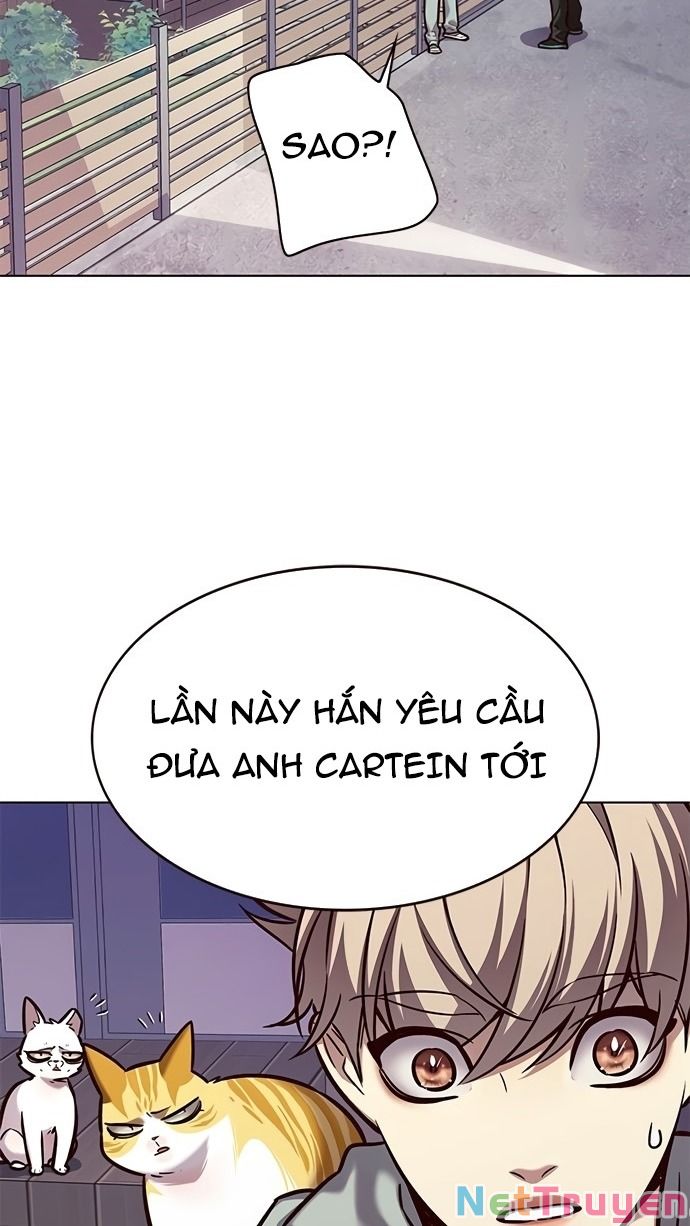 SAO?!
LẦN NÀY HẮN YÊU CẦU
ĐƯA ANH CARTEIN TỚI
NetTruyen